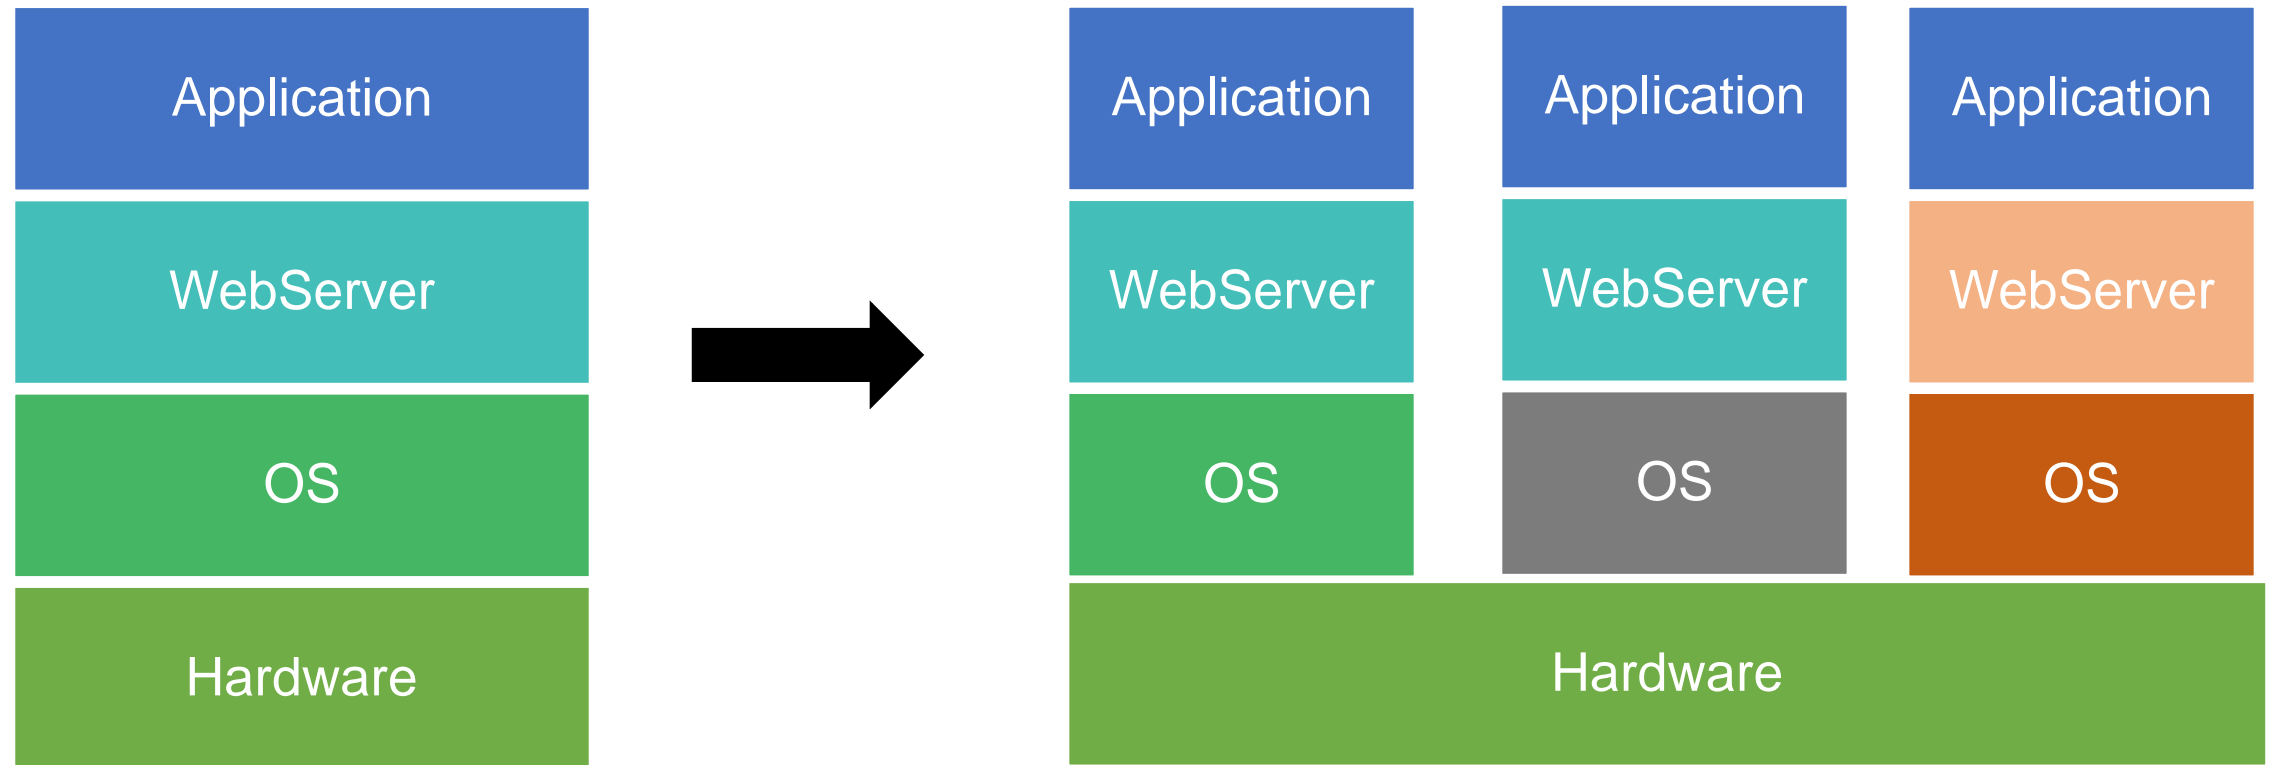 Application
WebServer
OS
Hardware
Application
Application
Application
WebServer
WebServer
WebServer
OS
OS
OS
Hardware